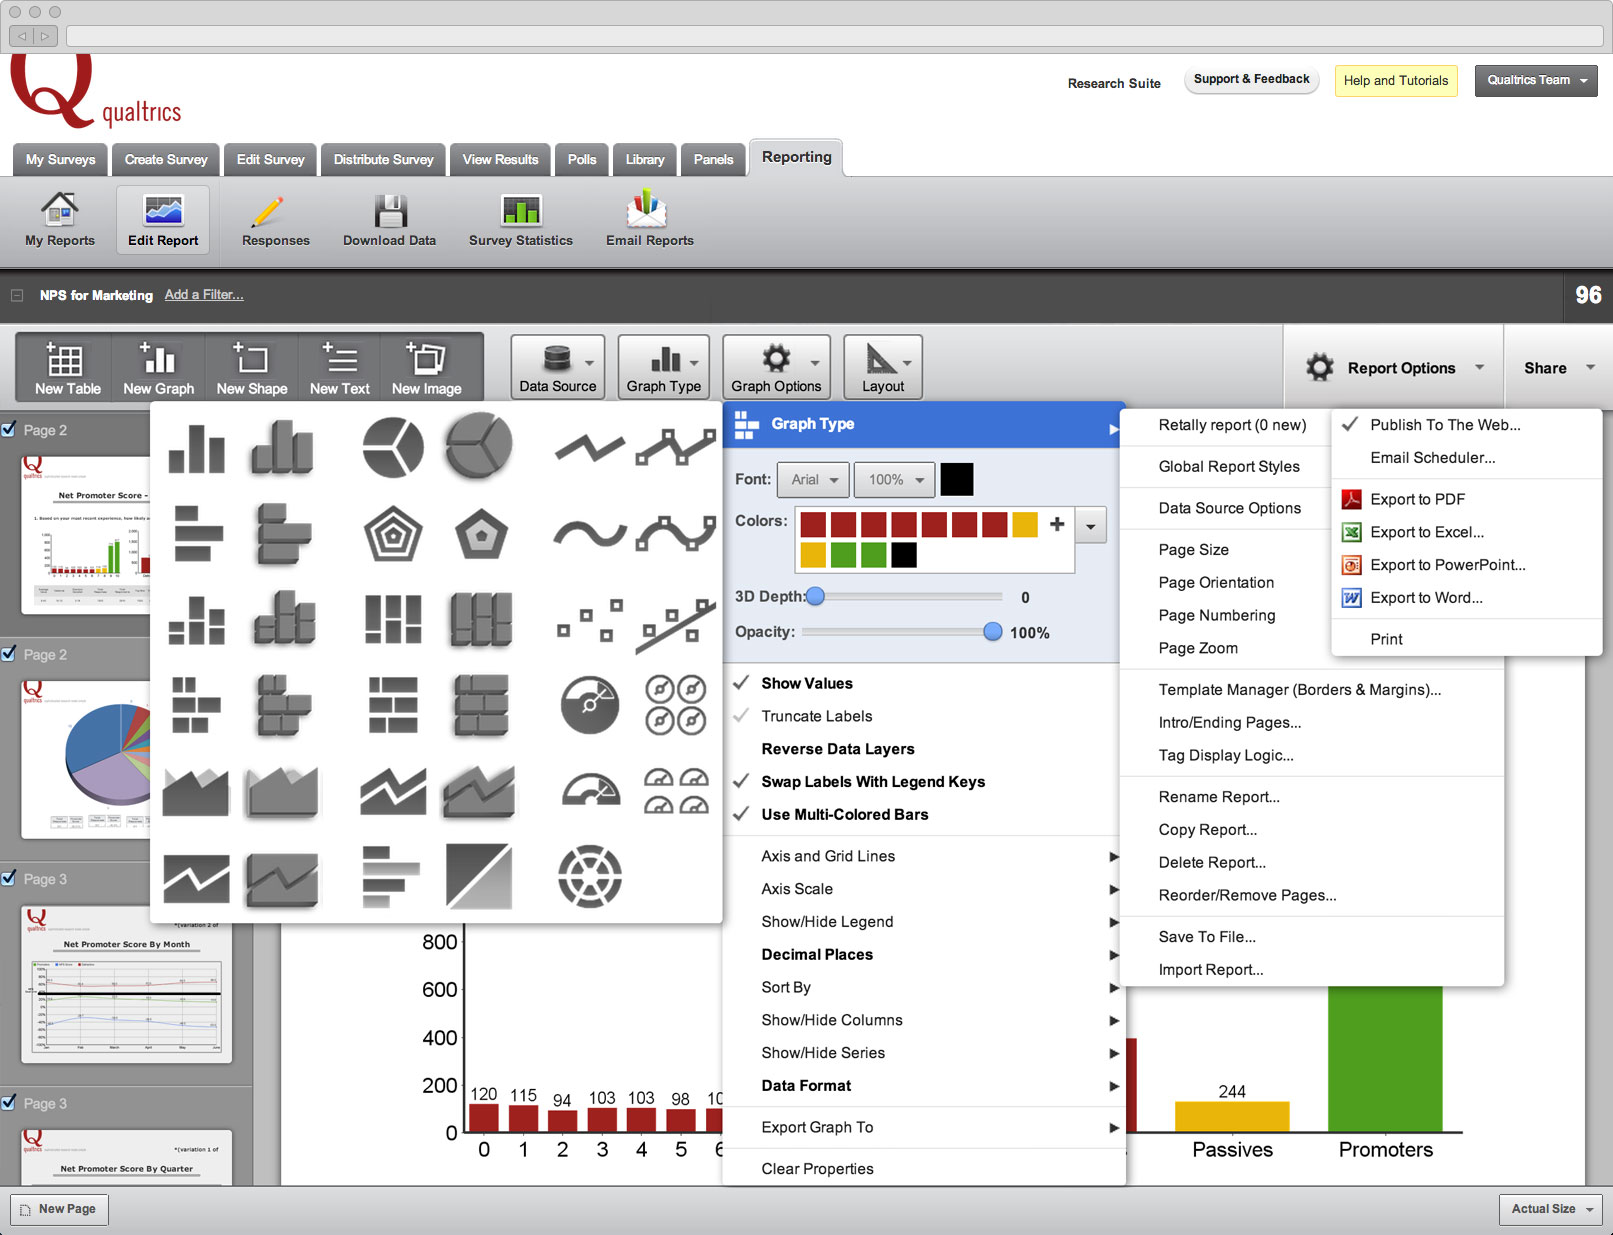 qualtrics
Research Suite
Support & Feedback
Help and Tutorials
Qualtrics Team
My Surveys
Create Survey
Edit Survey
Distribute Survey
View Results
Polls
Library
Panels
Reporting
My Reports
Edit Report
Responses
Download Data
Survey Statistics
Email Reports
NPS for Marketing
Add a Filter...
96
New Table
New Graph
New Shape
New Text
New Image
Data Source
Graph Type
Graph Options
Layout
Report Options
Share
Page 2
Net Promoter Score -
Page 2
Page 3
*(variation 2 of
Net Promoter Score By Month
Page 3
*(variation 1 of
Net Promoter Score By Quarter
Graph Type
Font:
Arial
100%
Colors:
3D Depth:
0
Opacity:
100%
Show Values
Truncate Labels
Reverse Data Layers
Swap Labels With Legend Keys
Use Multi-Colored Bars
Axis and Grid Lines
Axis Scale
Show/Hide Legend
Decimal Places
Sort By
Show/Hide Columns
Show/Hide Series
Data Format
Export Graph To
Clear Properties
Retally report (0 new)
Global Report Styles
Data Source Options
Page Size
Page Orientation
Page Numbering
Page Zoom
Template Manager (Borders & Margins)...
Intro/Ending Pages...
Tag Display Logic...
Rename Report...
Copy Report...
Delete Report...
Reorder/Remove Pages...
Save To File...
Import Report...
Publish To The Web...
Email Scheduler...
Export to PDF
Export to Excel...
Export to PowerPoint...
Export to Word...
Print
800
600
400
200
0
120
115
94
103
103
98
10
0
1
2
3
4
5
244
Passives
Promoters
New Page
Actual Size